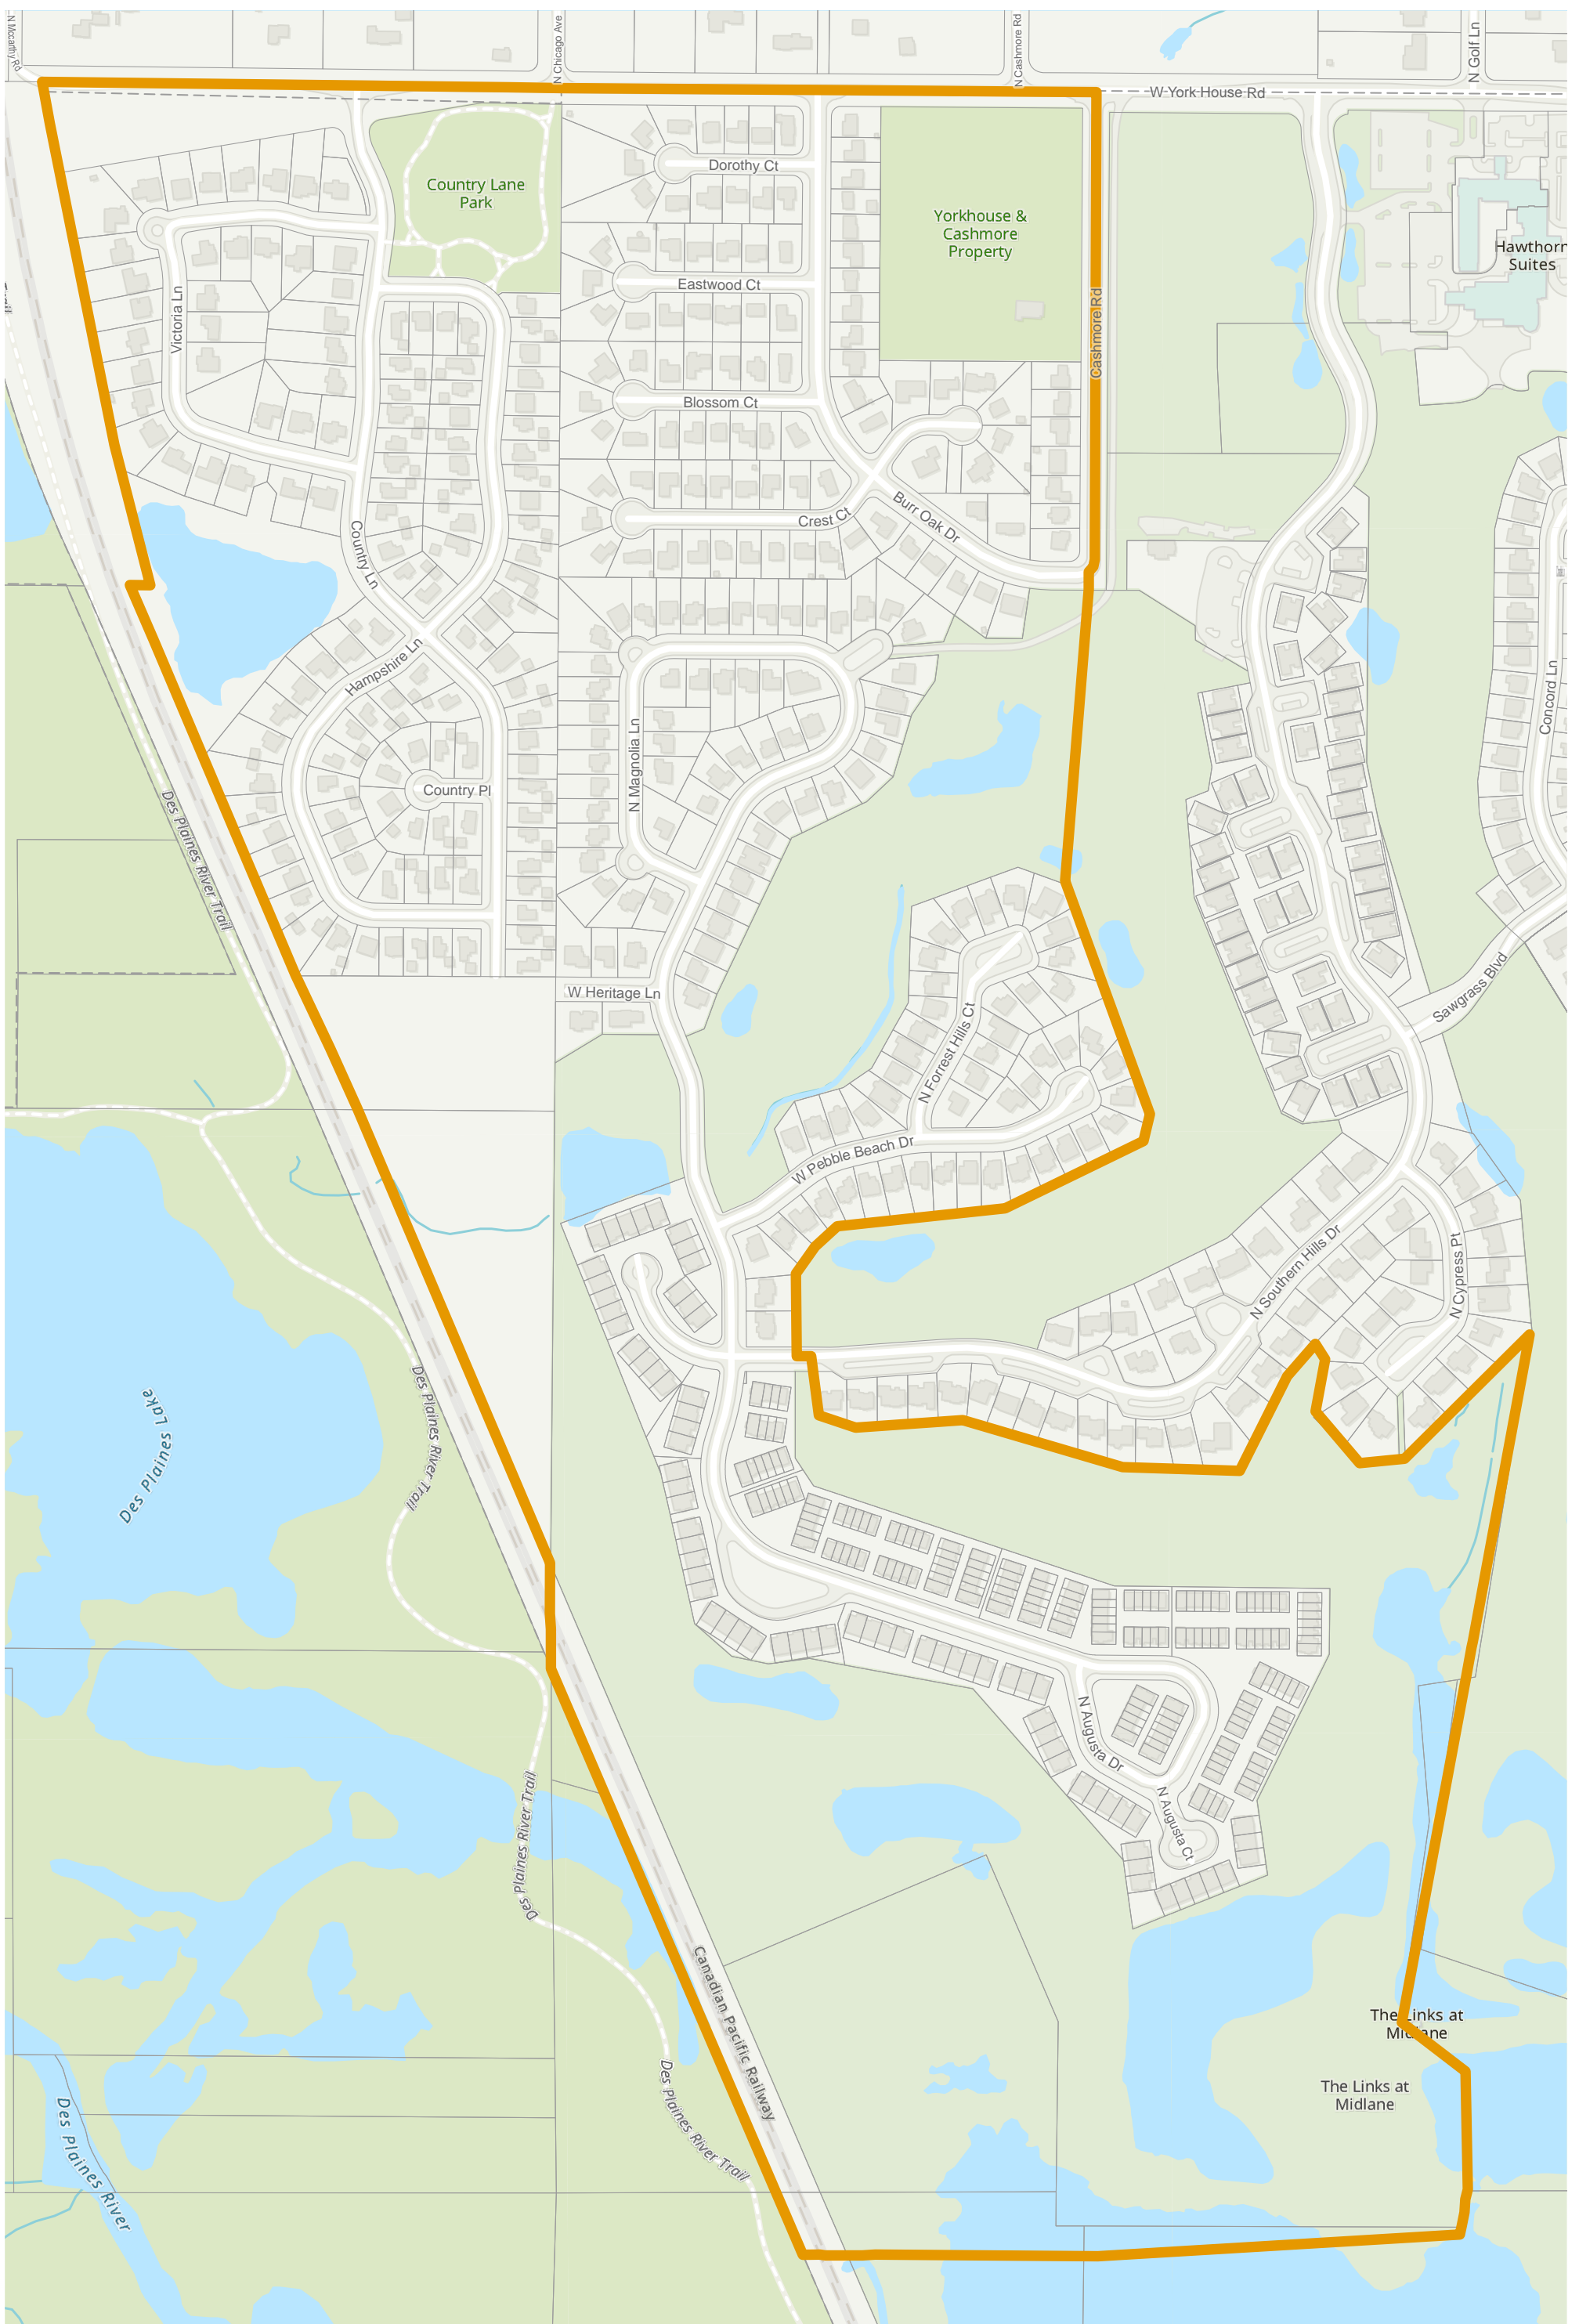 N Mccarthy Rd
N Chicago Ave
N Cashmore Rd
N Golf Ln
W York House Rd
Dorothy Ct
Country Lane
Park
Yorkhouse &
Cashmore
Property
Hawthorn
Suites
Eastwood Ct
Trail
Victoria Ln
Cashmore Rd
Blossom Ct
Crest Ct
Burr Oak Dr
Country Ln
Hampshire Ln
Concord Ln
N Magnolia Ln
Country Pl
Des Plaines River Trail
W Heritage Ln
Sawgrass Blvd
N Forrest Hills Ct
W Pebble Beach Dr
N Southern Hills Dr
N Cypress Pt
Des Plaines Lake
Des Plaines River Trail
N Augusta Dr
N Augusta Ct
Des Plaines River Trail
Canadian Pacific Railway
The Links at
Midlane
The Links at
Midlane
Des Plaines River Trail
Des Plaines River